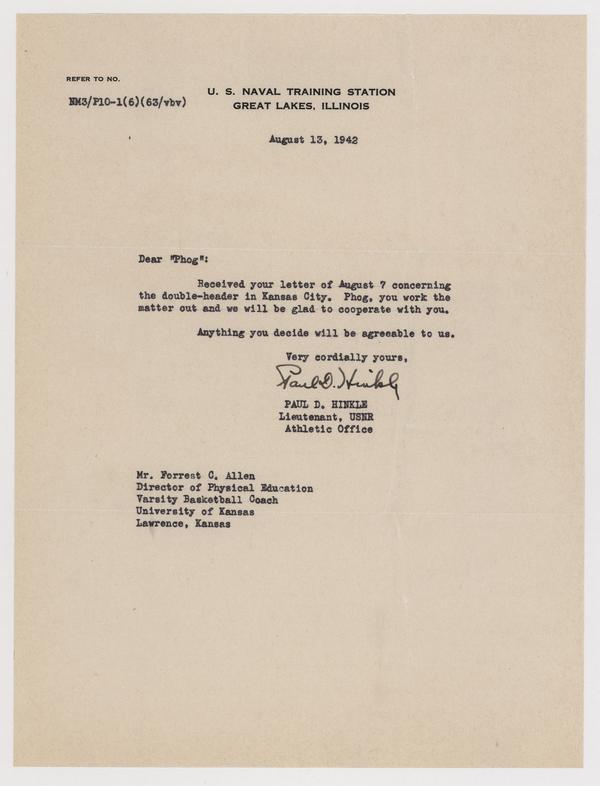 REFER TO NO.
NM3/P10-1(6)(63/vbv)
U. S. NAVAL TRAINING STATION
GREAT LAKES, ILLINOIS
August 13, 1942
Dear "Phog":
Received your letter of August 7 concerning
the double-header in Kansas City. Phog, you work the
matter out and we will be glad to cooperate with you.
Anything you decide will be agreeable to us.
Very cordially yours,
Paul D. Hinkle
PAUL D. HINKLE
Lieutenant, USNR
Athletic Office
Mr. Forrest C. Allen
Director of Physical Education
Varsity Basketball Coach
University of Kansas
Lawrence, Kansas